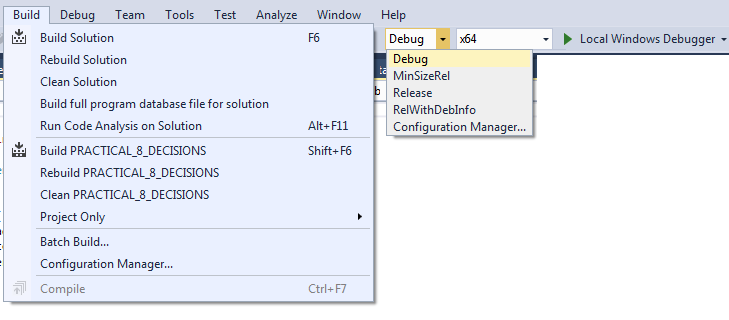 Build Debug Team Tools Test Analyze Window Help
Debug x64 Local Windows Debugger
Build Solution F6
Rebuild Solution
Clean Solution
Build full program database file for solution
Run Code Analysis on Solution Alt+F11
Build PRACTICAL_8_DECISIONS Shift+F6
Rebuild PRACTICAL_8_DECISIONS
Clean PRACTICAL_8_DECISIONS
Project Only
Batch Build...
Configuration Manager...
Compile Ctrl+F7
Debug
MinSizeRel
Release
RelWithDebInfo
Configuration Manager...